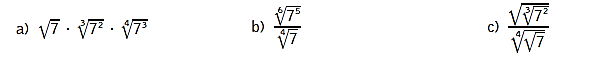 a) √7 · ∛7² · ∜7³ b) ⁶√7⁵ / ∜7 c) √∛7² / ∜√7